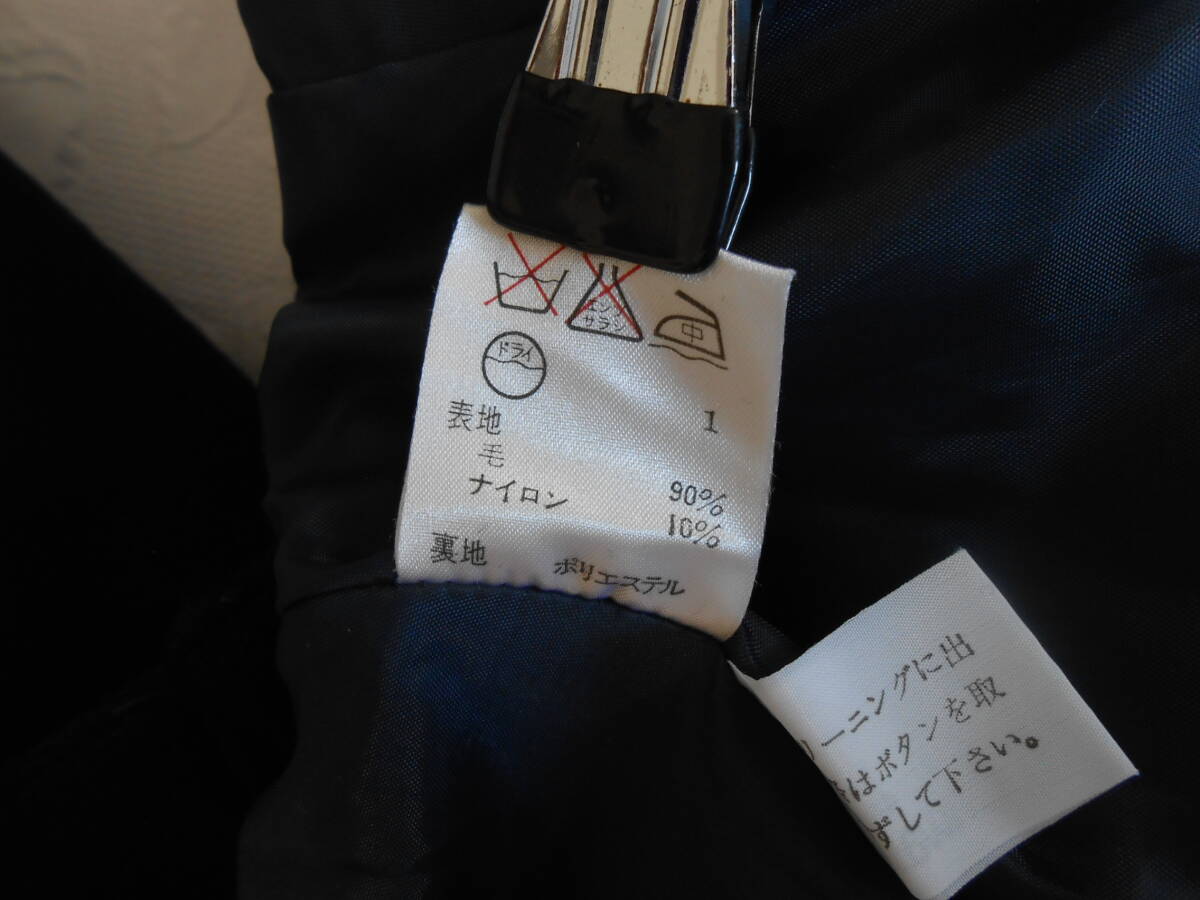 エンソ
サラシ
中
ドライ
表地 1
毛 90%
ナイロン 10%
裏地 ポリエステル
リーニングに出
はボタンを取
ずして下さい。